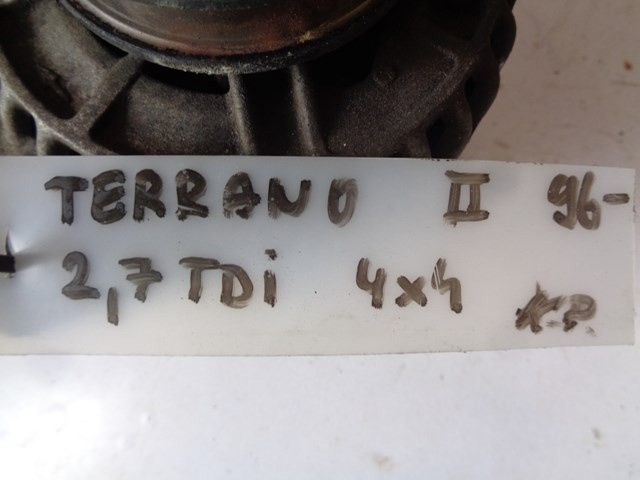 TERRANO II 96-
2,7 TDi 4x4 K.P.